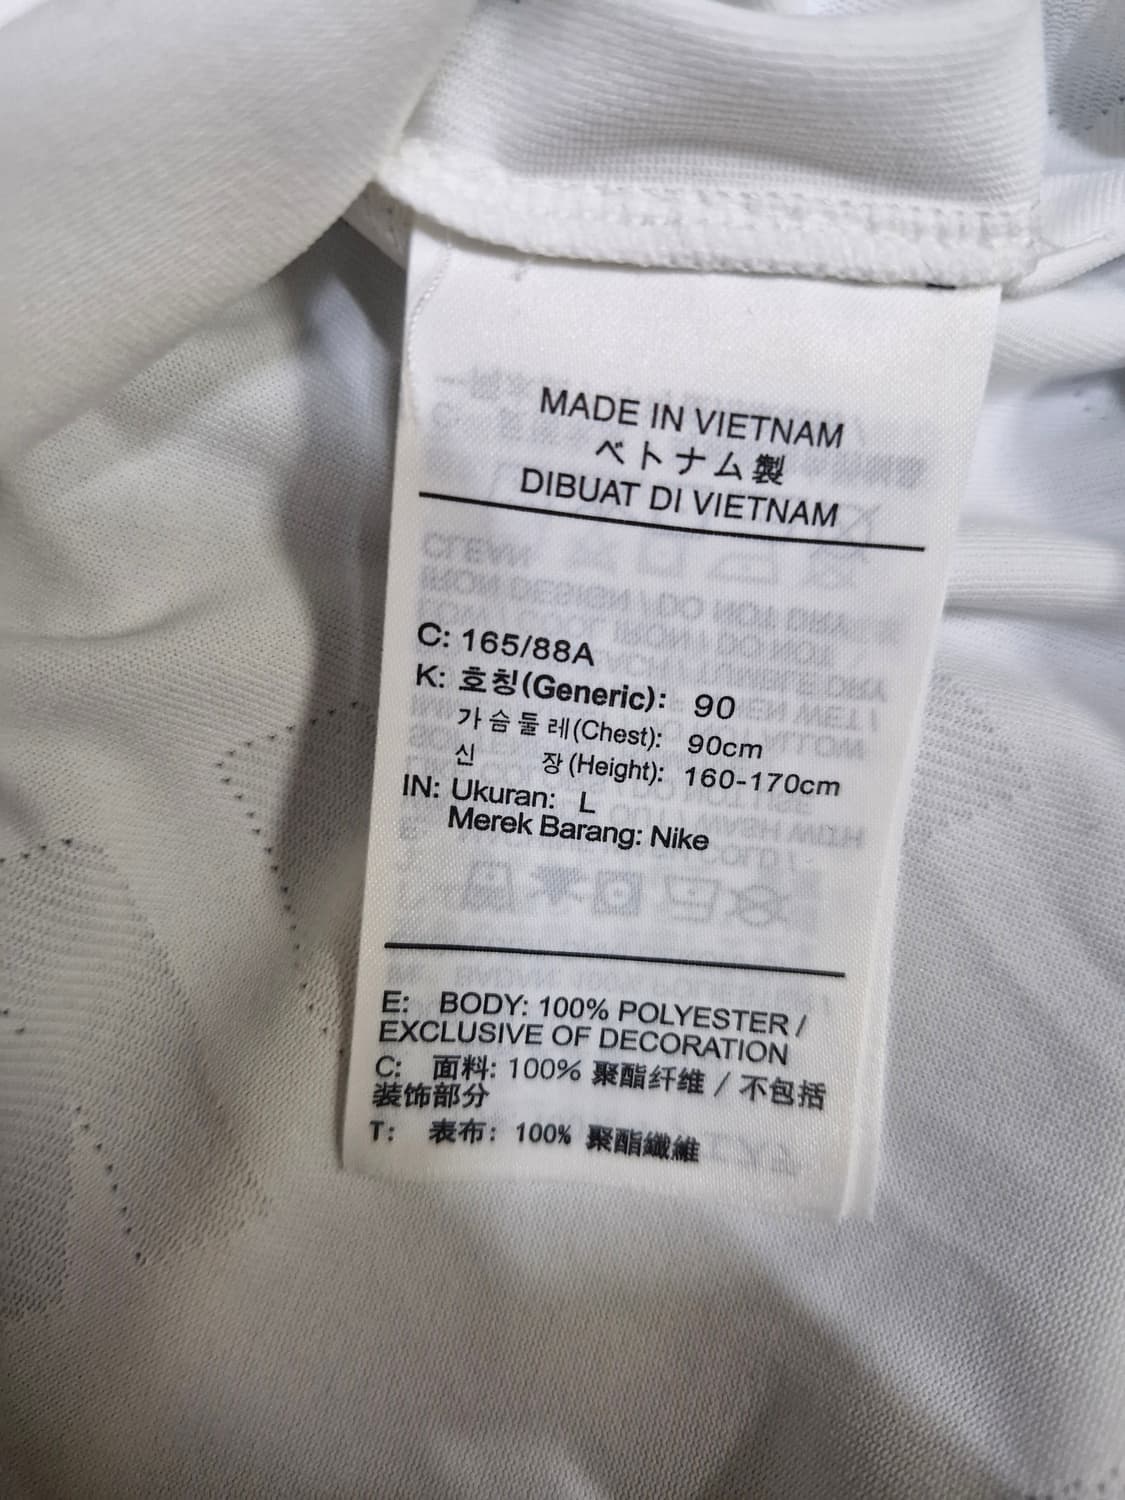 MADE IN VIETNAM
ベトナム製
DIBUAT DI VIETNAM
C: 165/88A
K: 호칭(Generic): 90
가슴둘레(Chest): 90cm
신 장(Height): 160-170cm
IN: Ukuran: L
Merek Barang: Nike
E: BODY: 100% POLYESTER /
EXCLUSIVE OF DECORATION
C: 面料: 100% 聚酯纤维 / 不包括
装饰部分
T: 表布: 100% 聚酯纖維